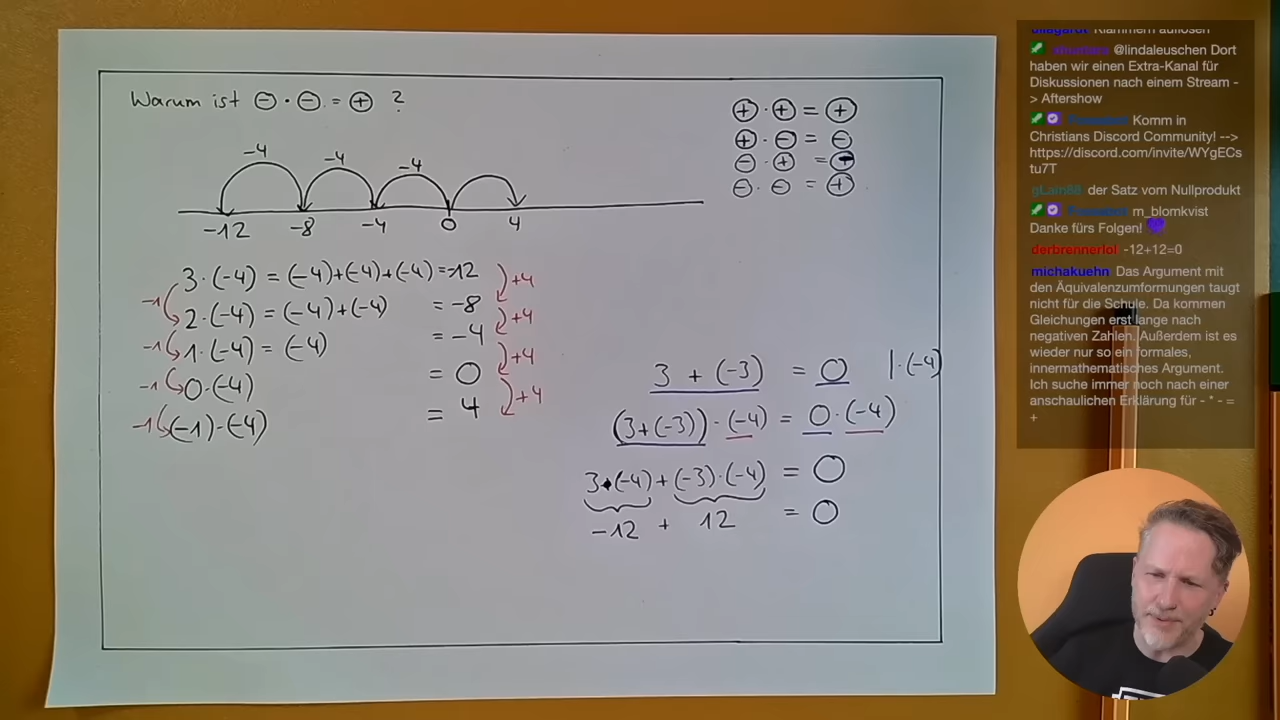 Warum ist ⊖ · ⊖ = ⊕ ?
⊕ · ⊕ = ⊕
⊕ · ⊖ = ⊖
⊖ · ⊕ =
⊖ · ⊖ = ⊕
-4 -4 -4
-12 -8 -4 0 4
3·(-4) = (-4)+(-4)+(-4) =-12
+4
-1
2·(-4) = (-4)+(-4) = -8
+4
-1
1·(-4) = (-4) = -4
+4
-1
0·(-4) = 0
+4
-1
(-1)·(-4) = 4
3 + (-3) = 0 |·(-4)
(3+(-3))·(-4) = 0·(-4)
3·(-4)+(-3)·(-4) = 0
-12 + 12 = 0
Klammern auflösen
@lindaleuschen Dort
haben wir einen Extra-Kanal für
Diskussionen nach einem Stream -
> Aftershow
Komm in
Christians Discord Community! -->
https://discord.com/invite/WYgECs
tu7T
gLain88 der Satz vom Nullprodukt
m_blomkvist
Danke fürs Folgen! 💜
derbrennerlol -12+12=0
michakuehn Das Argument mit
den Äquivalenzumformungen taugt
nicht für die Schule. Da kommen
Gleichungen erst lange nach
negativen Zahlen. Außerdem ist es
wieder nur so ein formales,
innermathematisches Argument.
Ich suche immer noch nach einer
anschaulichen Erklärung für - * - =
+